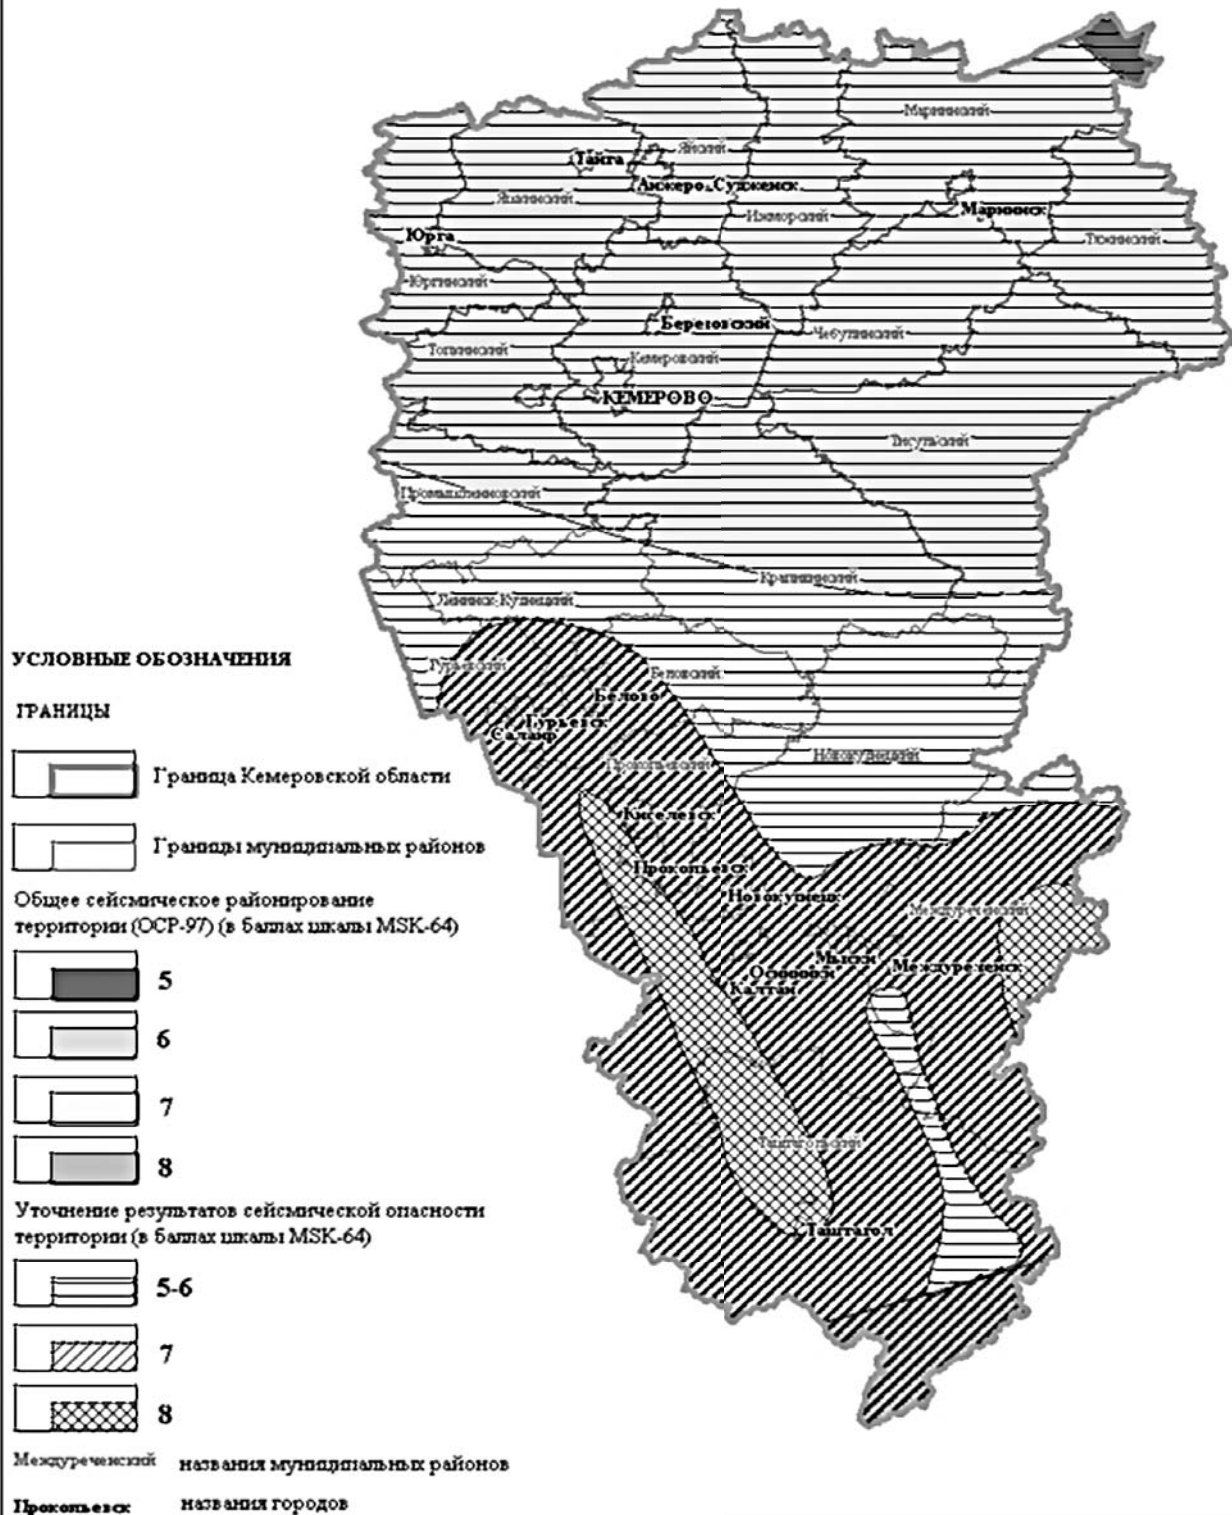 Мариинский
Яйский
Тайга
Анжеро-Судженск
Яшкинский
Ижморский
Мариинск
Тяжинский
Юрга
Юргинский
Березовский
Чебулинский
Топкинский
Кемеровский
КЕМЕРОВО
Тисульский
Промышленновский
Крапивинский
Ленинск-Кузнецкий
УСЛОВНЫЕ ОБОЗНАЧЕНИЯ
Гурьевский
Беловский
Белово
ГРАНИЦЫ
Гурьевск
Салаир
Новокузнецкий
Прокопьевский
Граница Кемеровской области
Киселевск
Границы муниципальных районов
Прокопьевск
Новокузнецк
Общее сейсмическое районирование
территории (ОСР-97) (в баллах шкалы MSK-64)
Междуреченский
Мыски
Междуреченск
Осинники
Калтан
5
6
7
8
Таштагольский
Уточнение результатов сейсмической опасности
территории (в баллах шкалы MSK-64)
Таштагол
5-6
7
8
Междуреченский названия муниципальных районов
Прокопьевск названия городов